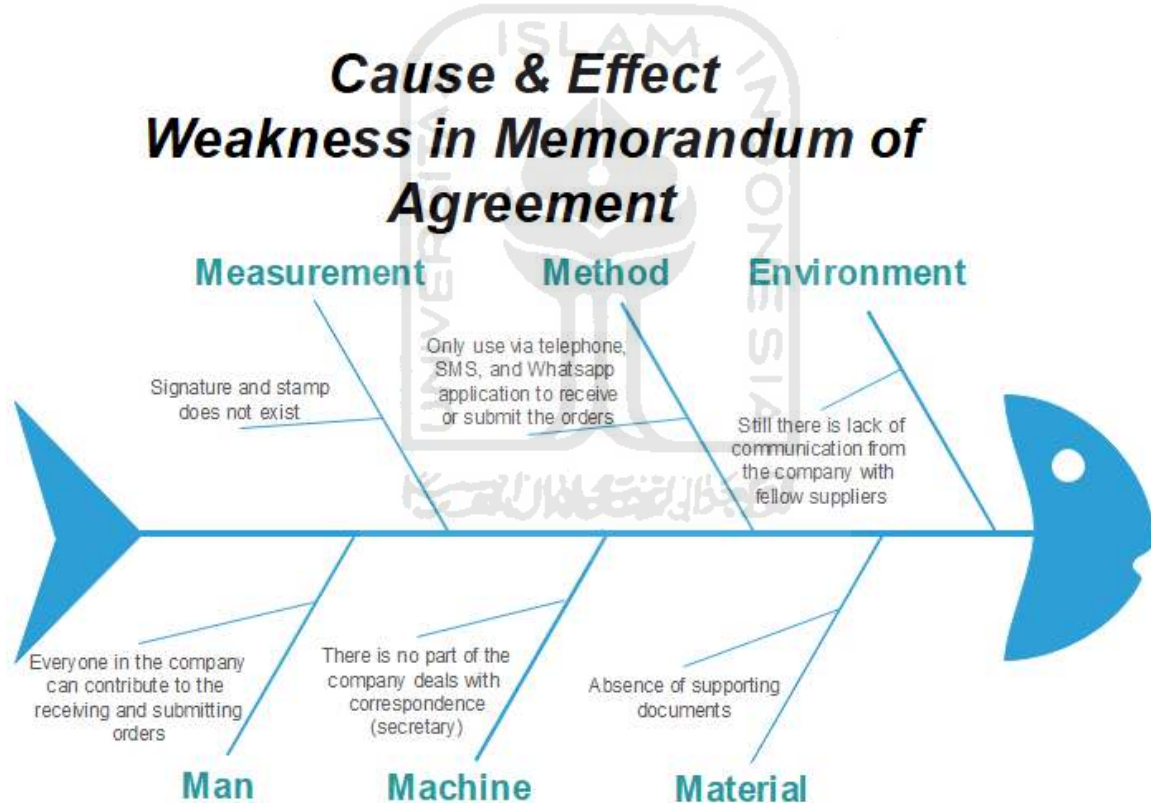 Cause & Effect
Weakness in Memorandum of
Agreement
Measurement
Method
Environment
Signature and stamp
does not exist
Only use via telephone,
SMS, and Whatsapp
application to receive
or submit the orders
Still there is lack of
communication from
the company with
fellow suppliers
Everyone in the company
can contribute to the
receiving and submitting
orders
There is no part of the
company deals with
correspondence
(secretary)
Absence of supporting
documents
Man
Machine
Material
ISLAM
UNIVERSITA
INDONESIA